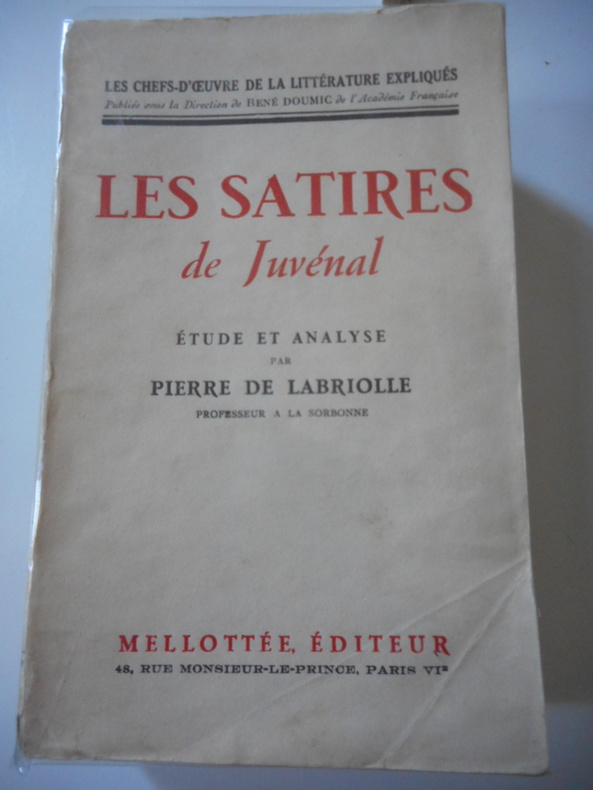 LES CHEFS-D'ŒUVRE DE LA LITTÉRATURE EXPLIQUÉS
Publiés sous la Direction de RENÉ DOUMIC de l'Académie Française
LES SATIRES
de Juvénal
ÉTUDE ET ANALYSE
PAR
PIERRE DE LABRIOLLE
PROFESSEUR A LA SORBONNE
MELLOTTÉE, ÉDITEUR
48, RUE MONSIEUR-LE-PRINCE, PARIS VIᴱ